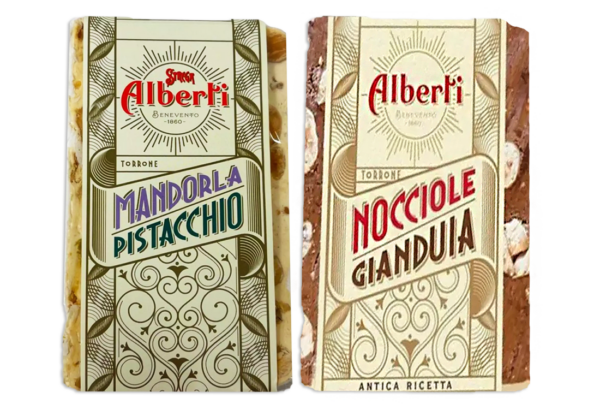 Strega
Alberti
BENEVENTO
-1860-
TORRONE
MANDORLA
PISTACCHIO
Alberti
BENEVENTO
-1860-
TORRONE
NOCCIOLE
GIANDUIA
ANTICA RICETTA